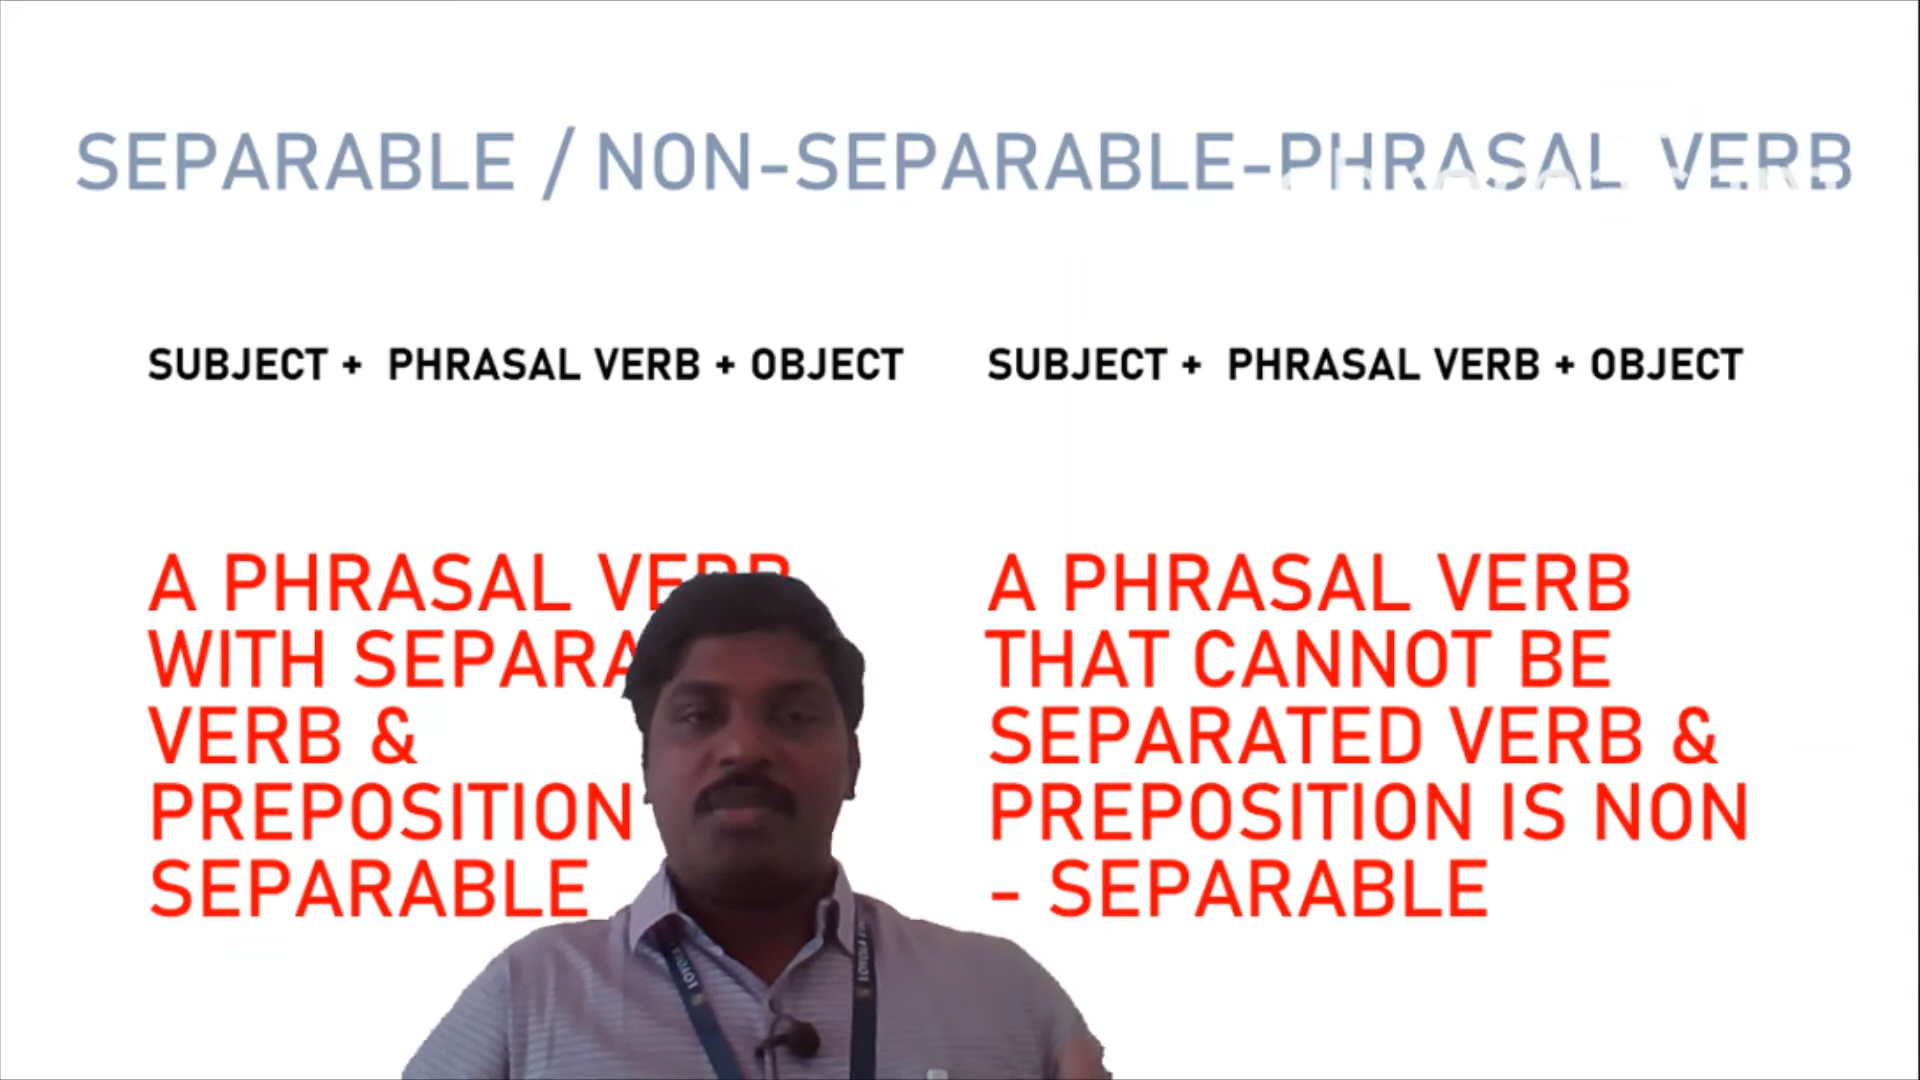 SEPARABLE / NON-SEPARABLE-PHRASAL VERB
SUBJECT + PHRASAL VERB + OBJECT
A PHRASAL VERB
WITH
VERB &
PREPOSITION
SEPARABLE
SUBJECT + PHRASAL VERB + OBJECT
A PHRASAL VERB
THAT CANNOT BE
SEPARATED VERB &
PREPOSITION IS NON
- SEPARABLE